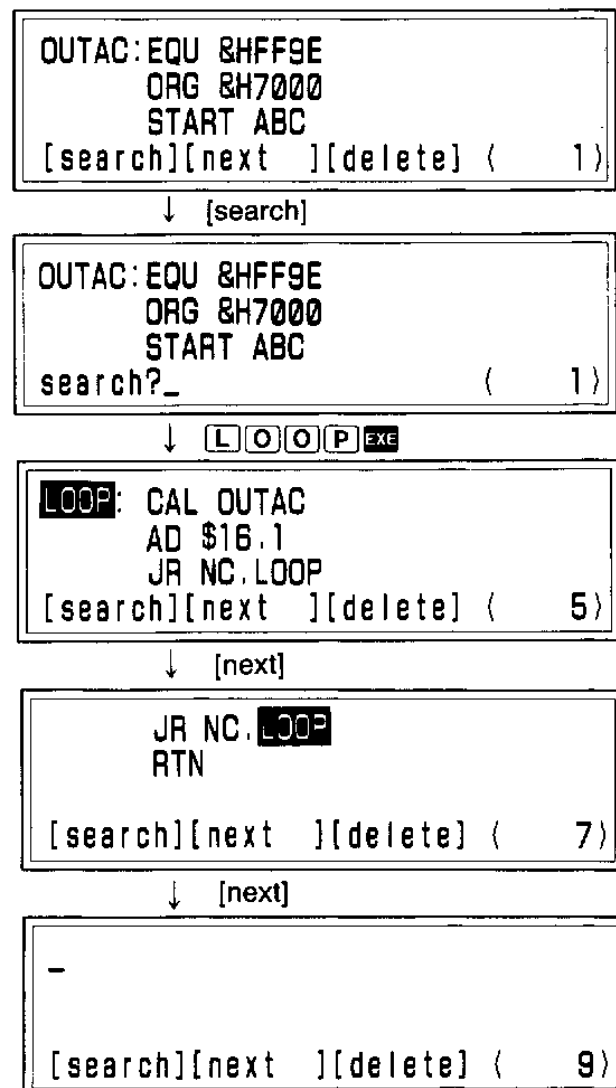 OUTAC:EQU &HFF9E
ORG &H7000
START ABC
[search][next ][delete] ( 1)
↓ [search]
OUTAC:EQU &HFF9E
ORG &H7000
START ABC
search?_ ( 1)
↓ L O O P EXE
LOOP: CAL OUTAC
AD $16,1
JR NC,LOOP
[search][next ][delete] ( 5)
↓ [next]
JR NC,LOOP
RTN
[search][next ][delete] ( 7)
↓ [next]
_
[search][next ][delete] ( 9)